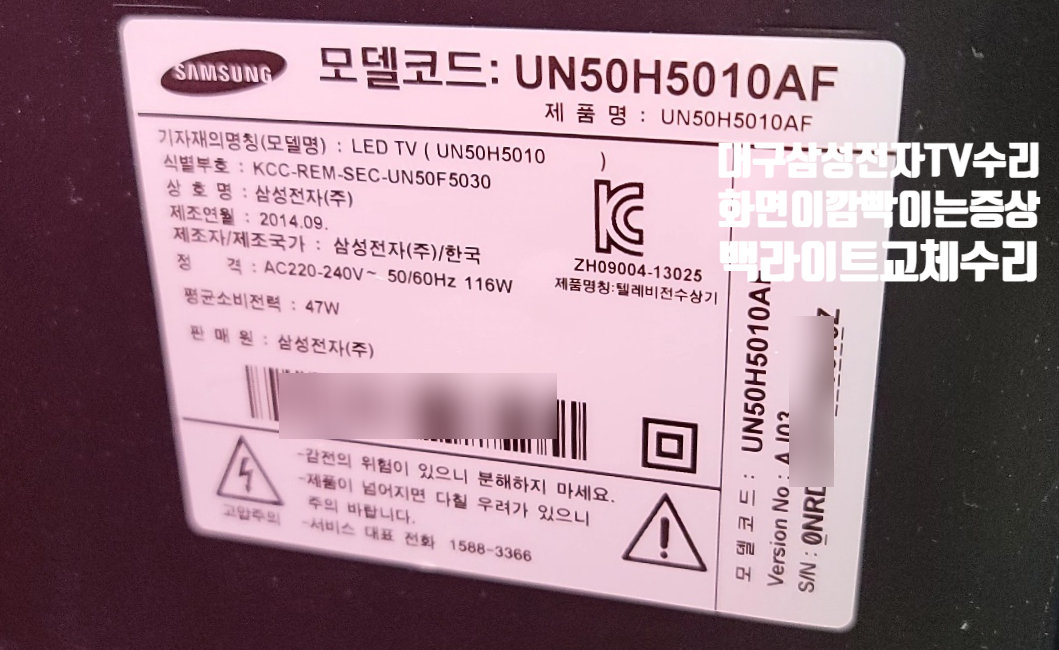 SAMSUNG
모델코드: UN50H5010AF
제 품 명 : UN50H5010AF
기자재의명칭(모델명) : LED TV ( UN50H5010 )
식별부호 : KCC-REM-SEC-UN50F5030
상 호 명 : 삼성전자(주)
제조연월 : 2014.09.
제조자/제조국가 : 삼성전자(주)/한국
정 격 : AC220-240V~ 50/60Hz 116W
평균소비전력 : 47W
판 매 원 : 삼성전자(주)
ZH09004-13025
제품명칭:텔레비전수상기
대구삼성전자TV수리
화면이깜빡이는증상
백라이트교체수리
고압주의
-감전의 위험이 있으니 분해하지 마세요.
-제품이 넘어지면 다칠 우려가 있으니
주의 바랍니다.
-서비스 대표 전화 1588-3366
모델코드 : UN50H5010AF
Version No : AJ03
S/N : 0NRD